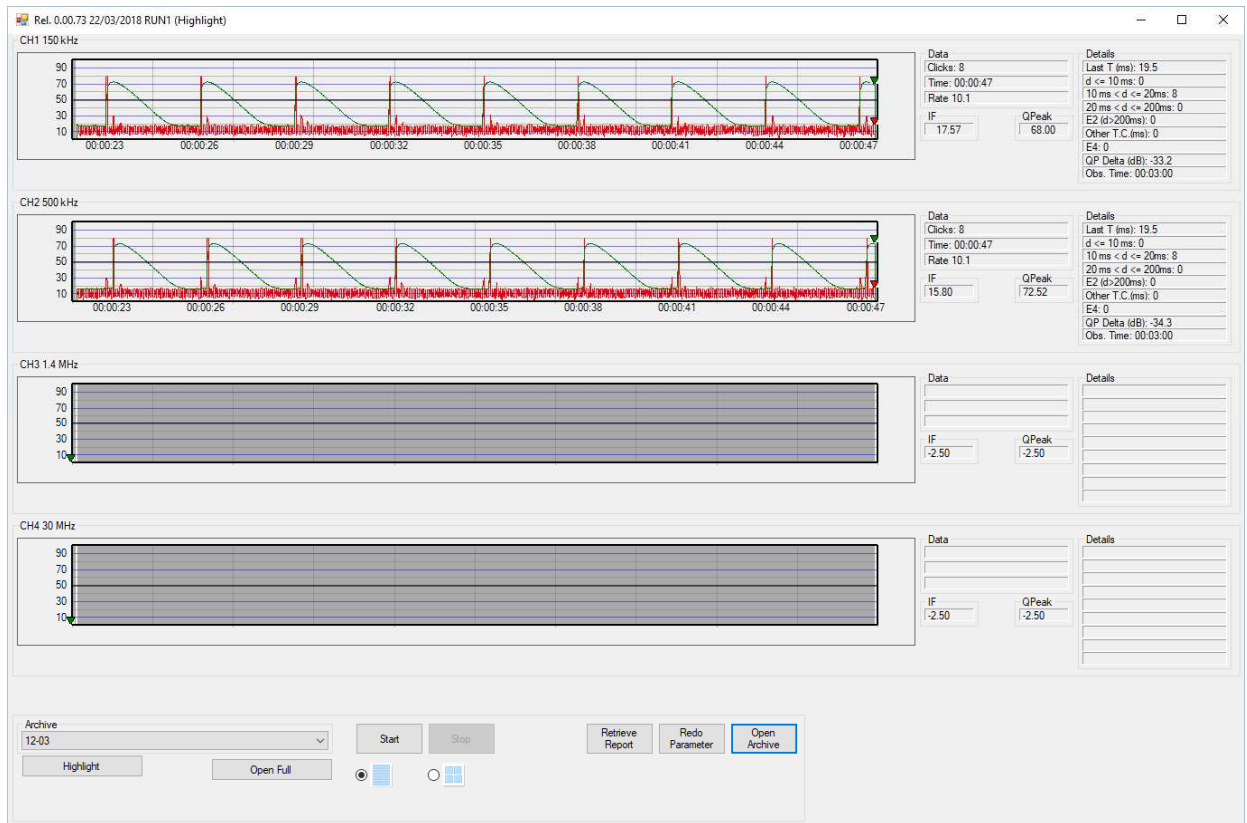 Rel. 0.00.73 22/03/2018 RUN1 (Highlight)
CH1 150 kHz
90
70
50
30
10
00:00:23 00:00:26 00:00:29 00:00:32 00:00:35 00:00:38 00:00:41 00:00:44 00:00:47
Data
Clicks: 8
Time: 00:00:47
Rate 10.1
IF
17.57
QPeak
68.00
Details
Last T (ms): 19.5
d <= 10 ms: 0
10 ms < d <= 20ms: 8
20 ms < d <= 200ms: 0
E2 (d>200ms): 0
Other T.C.(ms): 0
E4: 0
QP Delta (dB): -33.2
Obs. Time: 00:03:00
CH2 500 kHz
90
70
50
30
10
00:00:23 00:00:26 00:00:29 00:00:32 00:00:35 00:00:38 00:00:41 00:00:44 00:00:47
Data
Clicks: 8
Time: 00:00:47
Rate 10.1
IF
15.80
QPeak
72.52
Details
Last T (ms): 19.5
d <= 10 ms: 0
10 ms < d <= 20ms: 8
20 ms < d <= 200ms: 0
E2 (d>200ms): 0
Other T.C.(ms): 0
E4: 0
QP Delta (dB): -34.3
Obs. Time: 00:03:00
CH3 1.4 MHz
90
70
50
30
10
Data
IF
-2.50
QPeak
-2.50
Details
CH4 30 MHz
90
70
50
30
10
Data
IF
-2.50
QPeak
-2.50
Details
Archive
12-03
Highlight
Open Full
Start
Stop
Retrieve
Report
Redo
Parameter
Open
Archive